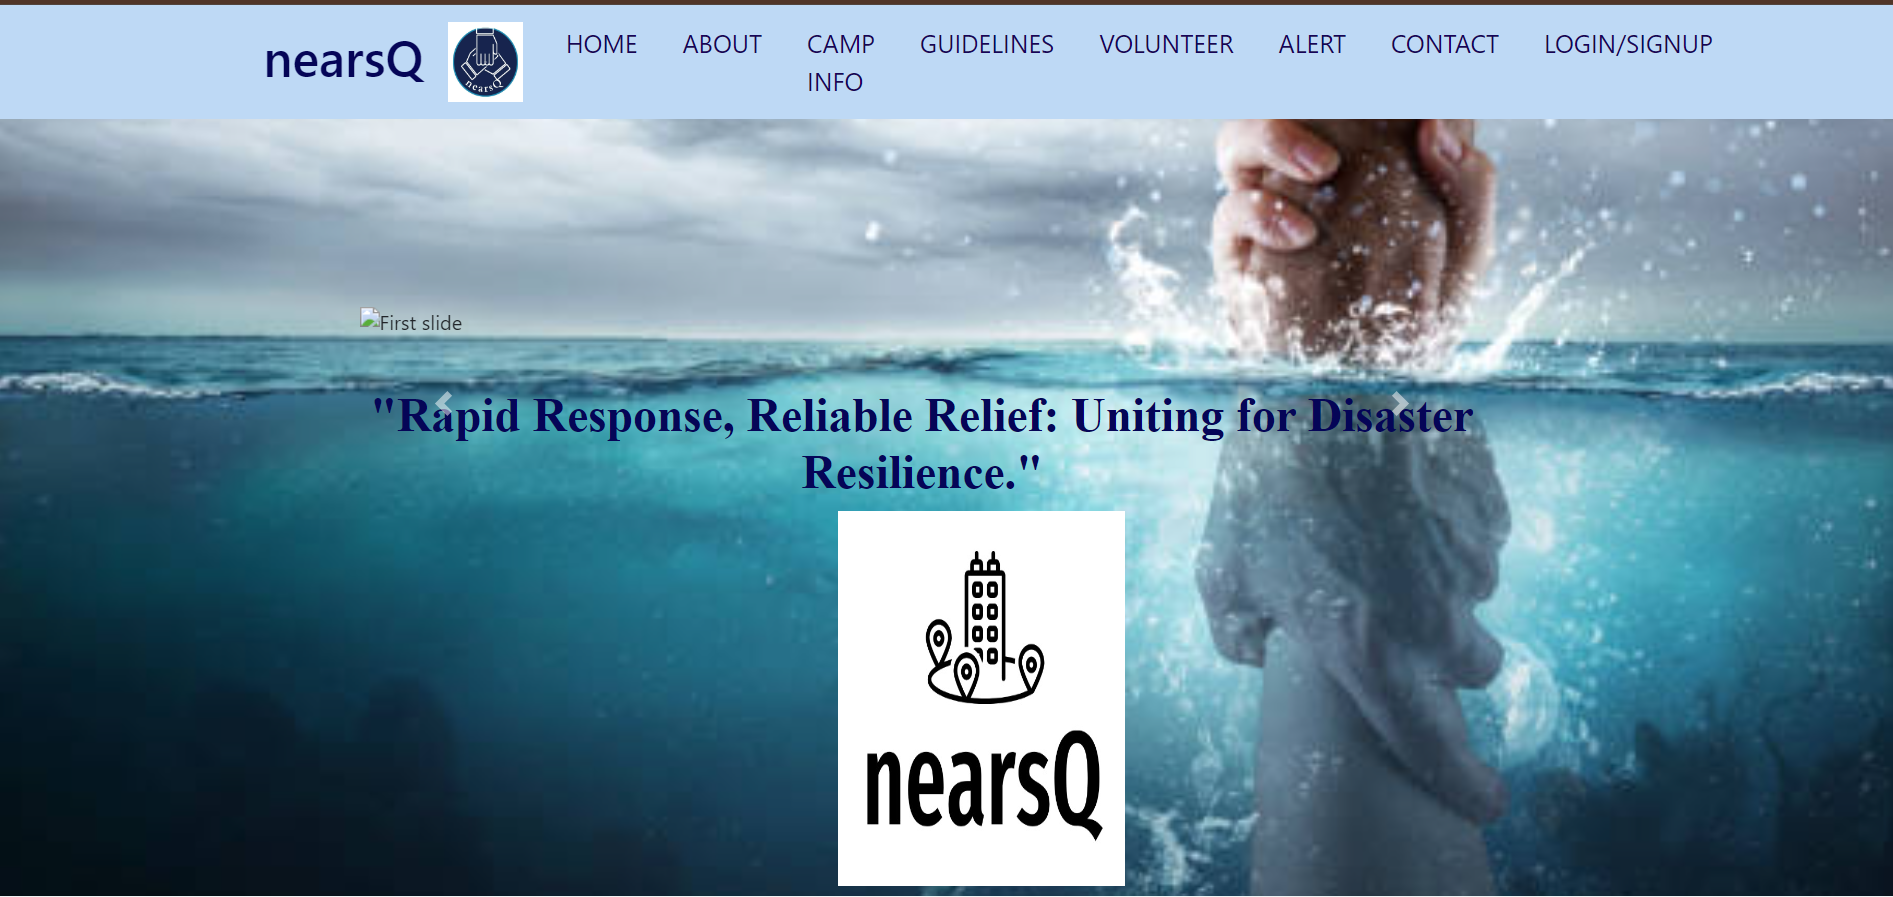 nearsQ
nearsQ
HOME ABOUT CAMP INFO GUIDELINES VOLUNTEER ALERT CONTACT LOGIN/SIGNUP
First slide
"Rapid Response, Reliable Relief: Uniting for Disaster
Resilience."
nearsQ